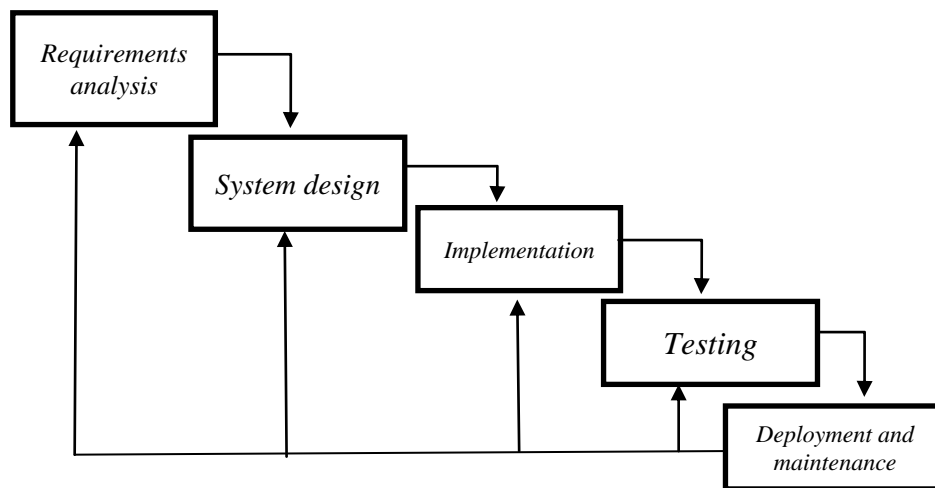 Requirements
analysis
System design
Implementation
Testing
Deployment and
maintenance